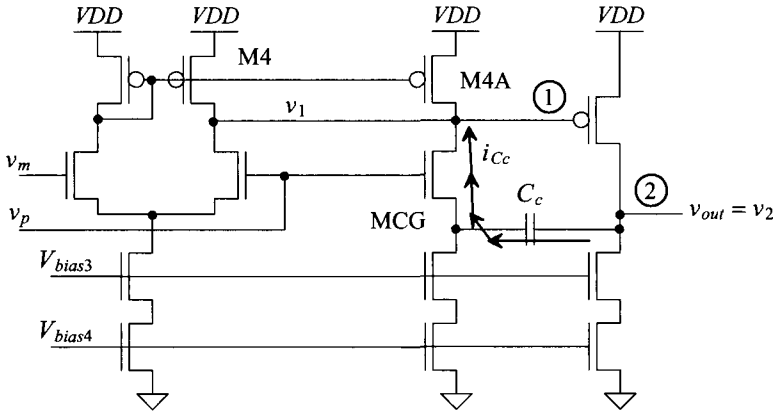 VDD VDD VDD VDD
M4
M4A
v1
1
vm
iCc
2
Cc
vout = v2
vp
MCG
Vbias3
Vbias4